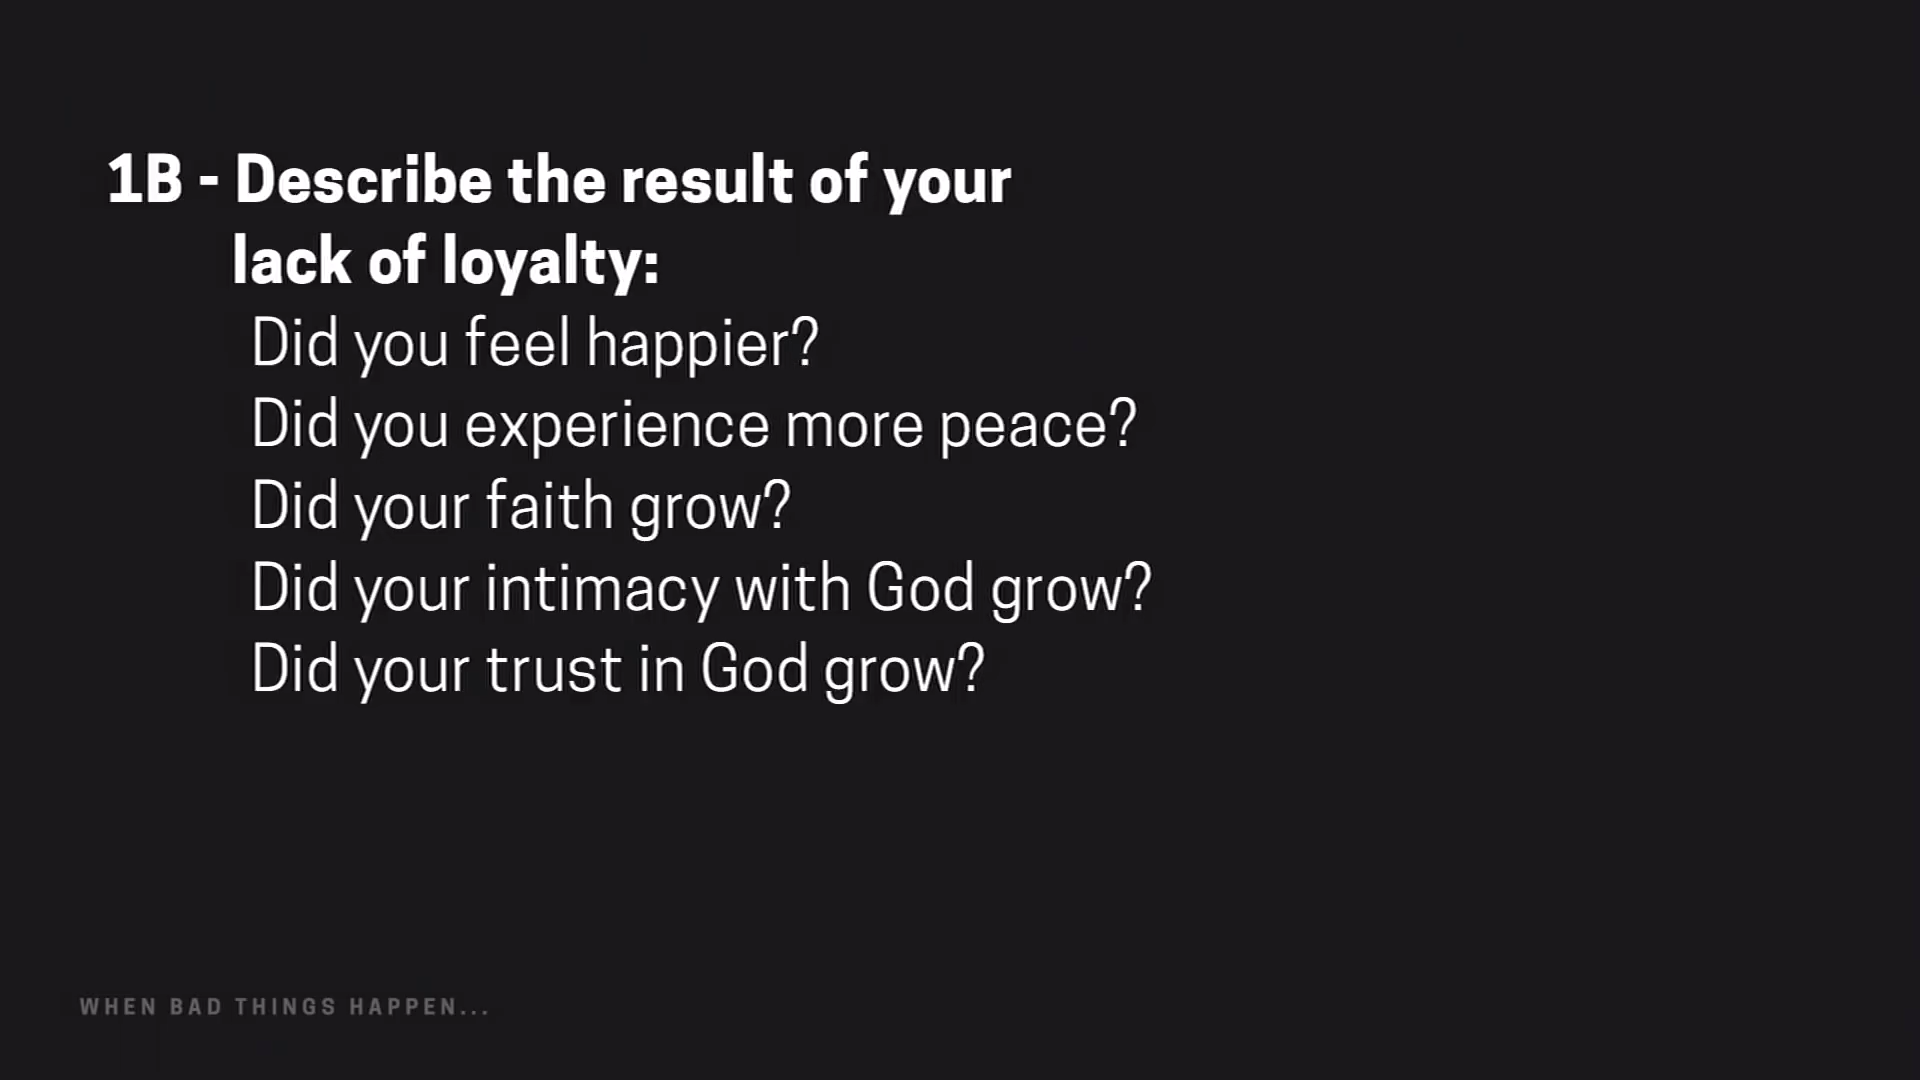 1B - Describe the result of your
lack of loyalty:
Did you feel happier?
Did you experience more peace?
Did your faith grow?
Did your intimacy with God grow?
Did your trust in God grow?
WHEN BAD THINGS HAPPEN...